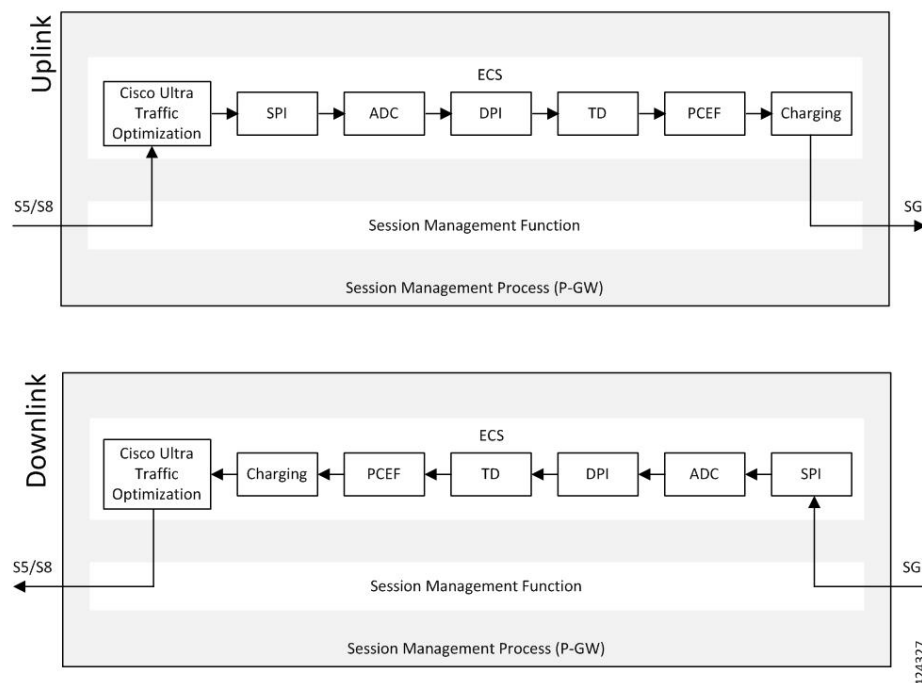 Uplink
ECS
Cisco Ultra
Traffic
Optimization
SPI
ADC
DPI
TD
PCEF
Charging
S5/S8
SG
Session Management Function
Session Management Process (P-GW)
Downlink
ECS
Cisco Ultra
Traffic
Optimization
Charging
PCEF
TD
DPI
ADC
SPI
S5/S8
SG
Session Management Function
Session Management Process (P-GW)